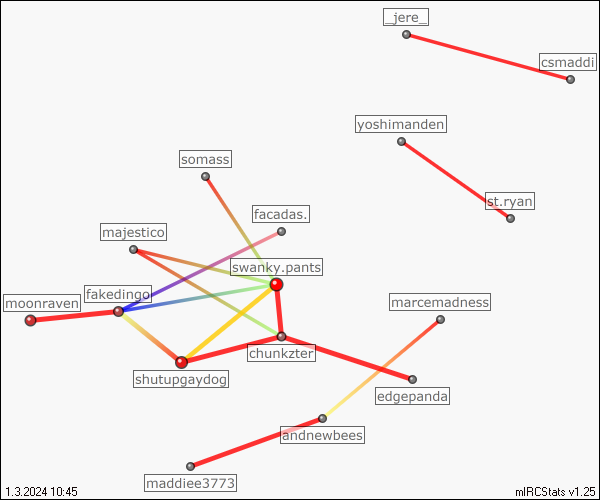 _jere_
csmaddi
yoshimanden
somass
st.ryan
facadas.
majestico
swanky.pants
fakedingo
moonraven
marcemadness
chunkzter
shutupgaydog
edgepanda
andnewbees
maddiee3773
1.3.2024 10:45
mIRCStats v1.25